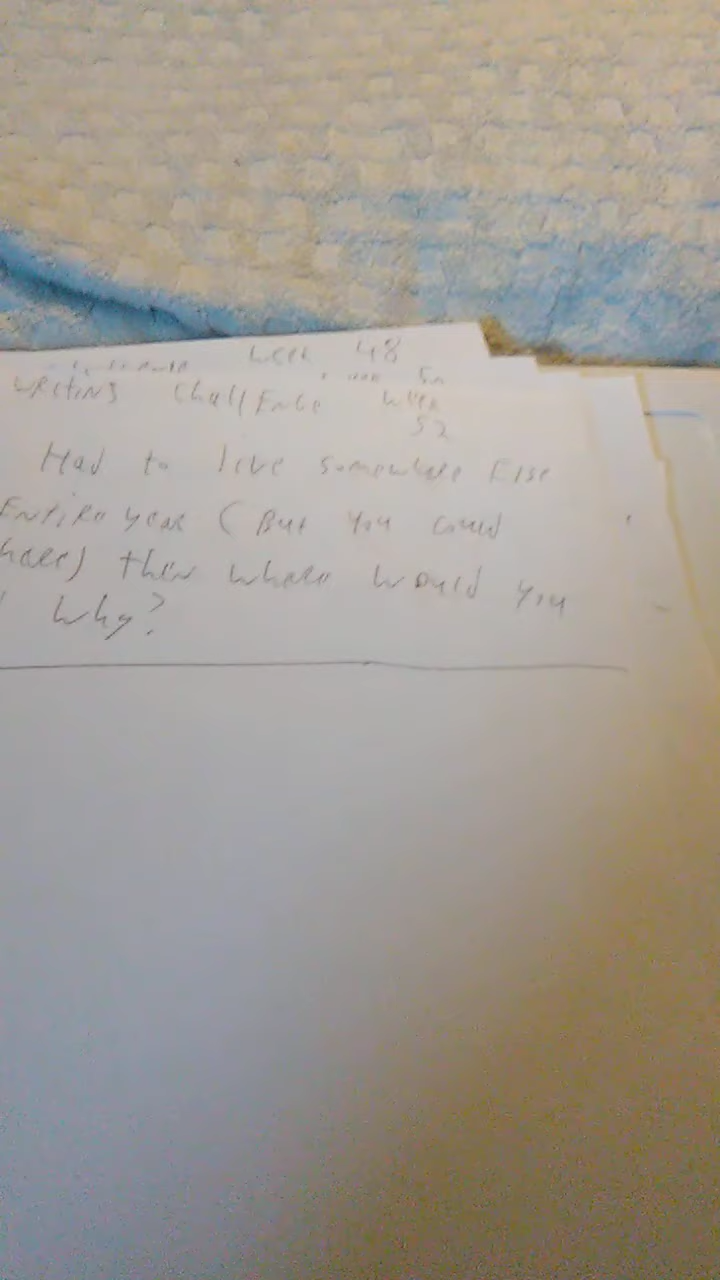 Week 48
Writing Challenge Week
52
Had to live somewhere Else
Entire year (But you could
then where would you
Why?